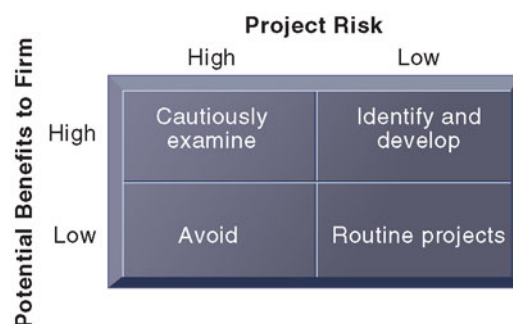 Project Risk
High Low
Potential Benefits to Firm
High
Cautiously
examine
Identify and
develop
Low
Avoid
Routine projects